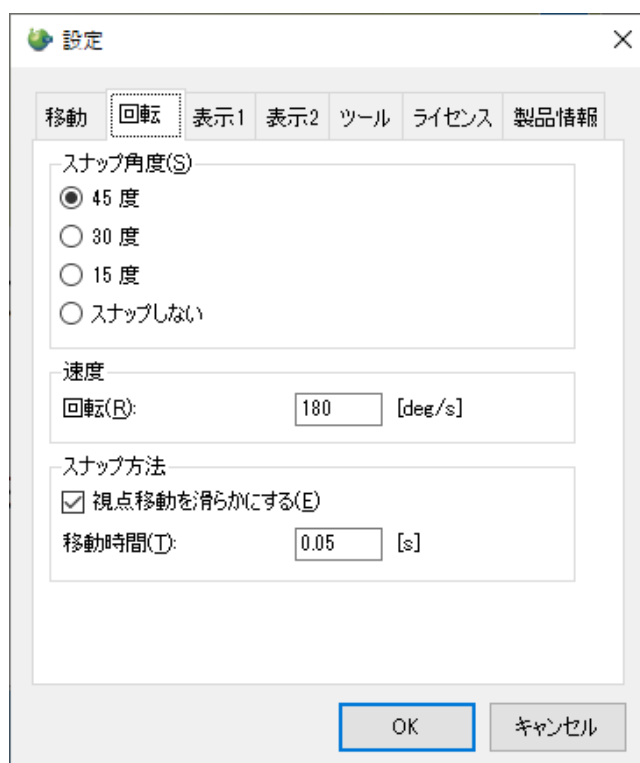 設定
移動 回転 表示1 表示2 ツール ライセンス 製品情報
スナップ角度(S)
45 度
30 度
15 度
スナップしない
速度
回転(R): 180 [deg/s]
スナップ方法
視点移動を滑らかにする(E)
移動時間(T): 0.05 [s]
OK キャンセル